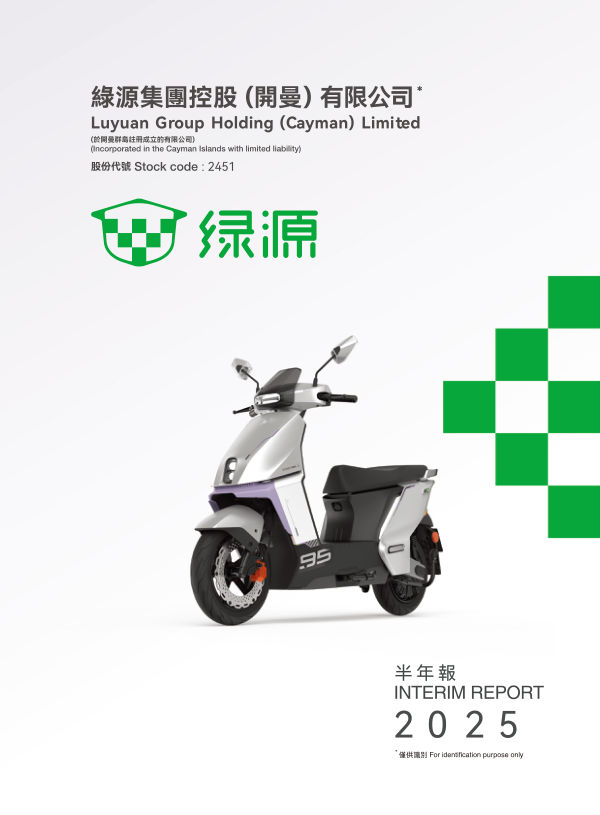 綠源集團控股（開曼）有限公司*
Luyuan Group Holding (Cayman) Limited
(於開曼群島註冊成立的有限公司)
(Incorporated in the Cayman Islands with limited liability)
股份代號 Stock code : 2451
绿源
95
半年報
INTERIM REPORT
2025
* 僅供識別 For identification purpose only